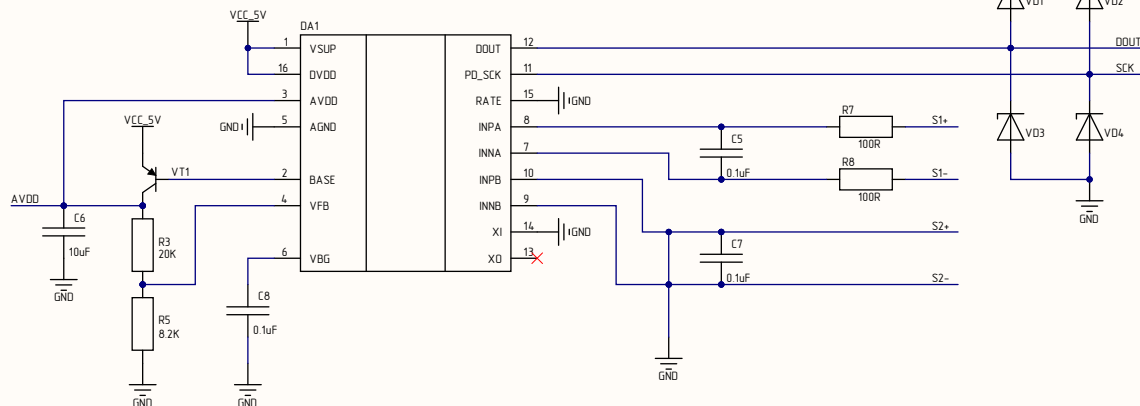 VD1
VD2
VCC_5V
DA1
1
VSUP
DOUT
12
DOUT
16
DVDD
PD_SCK
11
SCK
3
AVDD
RATE
15
GND
VCC_5V
GND
5
AGND
INPA
8
R7
100R
S1+
C5
0.1uF
VD3
VD4
7
INNA
R8
100R
S1-
VT1
2
BASE
INPB
10
AVDD
4
VFB
INNB
9
GND
C6
10uF
R3
20K
XI
14
GND
S2+
6
VBG
XO
13
C7
0.1uF
GND
S2-
C8
0.1uF
R5
8.2K
GND
GND
GND